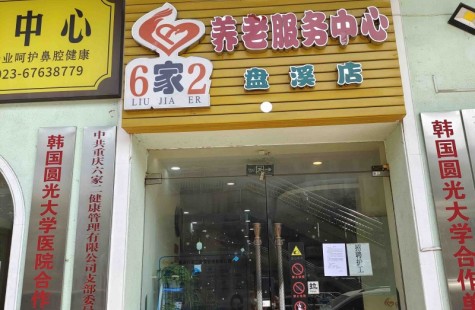 中心
业呵护鼻腔健康
023-67638779
6家2
LIU JIA ER
养老服务中心
盘溪店
韩国圆光大学医院合作
中共重庆六家二健康管理有限公司支部委员
招聘护工
韩国圆光大学合作